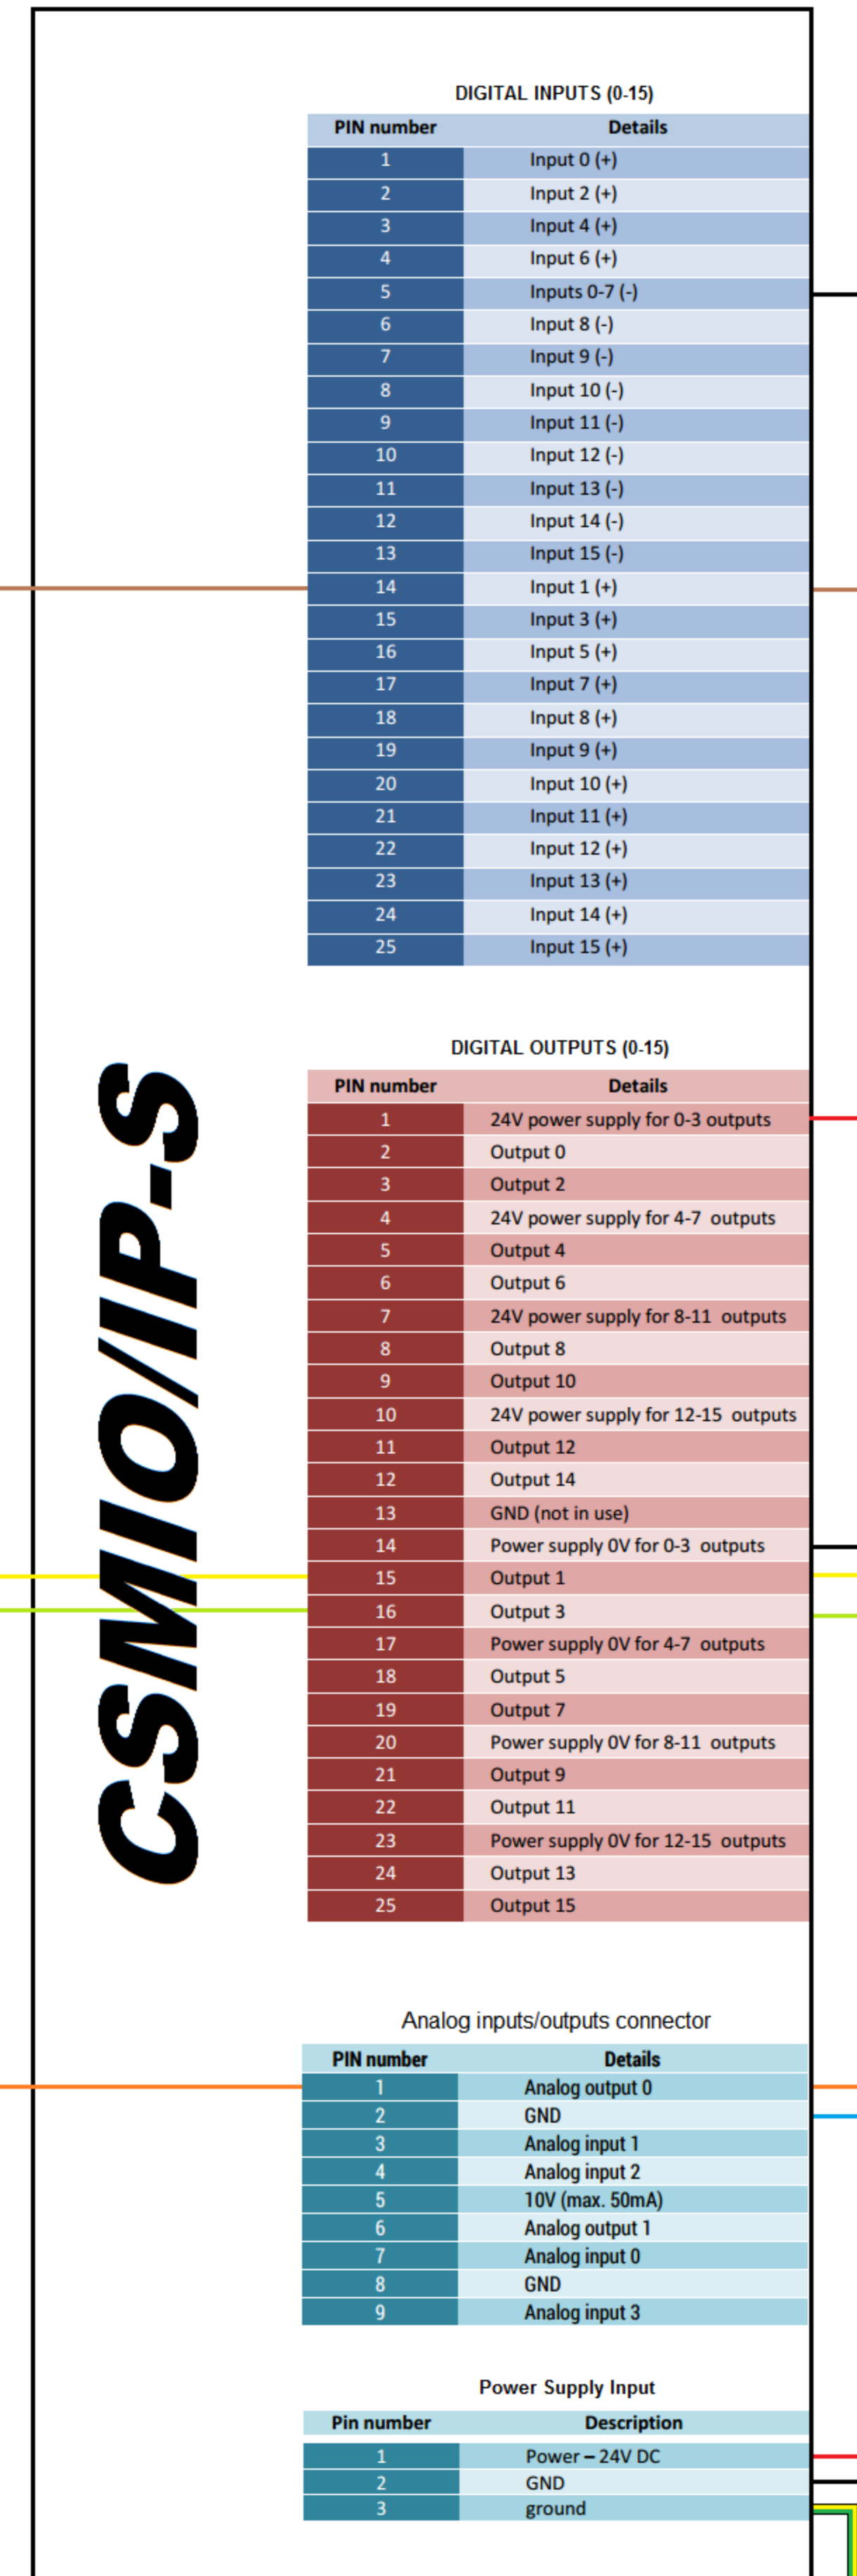 DIGITAL INPUTS (0-15)
PIN number Details
1 Input 0 (+)
2 Input 2 (+)
3 Input 4 (+)
4 Input 6 (+)
5 Inputs 0-7 (-)
6 Input 8 (-)
7 Input 9 (-)
8 Input 10 (-)
9 Input 11 (-)
10 Input 12 (-)
11 Input 13 (-)
12 Input 14 (-)
13 Input 15 (-)
14 Input 1 (+)
15 Input 3 (+)
16 Input 5 (+)
17 Input 7 (+)
18 Input 8 (+)
19 Input 9 (+)
20 Input 10 (+)
21 Input 11 (+)
22 Input 12 (+)
23 Input 13 (+)
24 Input 14 (+)
25 Input 15 (+)
CSMIO/IP-S
DIGITAL OUTPUTS (0-15)
PIN number Details
1 24V power supply for 0-3 outputs
2 Output 0
3 Output 2
4 24V power supply for 4-7 outputs
5 Output 4
6 Output 6
7 24V power supply for 8-11 outputs
8 Output 8
9 Output 10
10 24V power supply for 12-15 outputs
11 Output 12
12 Output 14
13 GND (not in use)
14 Power supply 0V for 0-3 outputs
15 Output 1
16 Output 3
17 Power supply 0V for 4-7 outputs
18 Output 5
19 Output 7
20 Power supply 0V for 8-11 outputs
21 Output 9
22 Output 11
23 Power supply 0V for 12-15 outputs
24 Output 13
25 Output 15
Analog inputs/outputs connector
PIN number Details
1 Analog output 0
2 GND
3 Analog input 1
4 Analog input 2
5 10V (max. 50mA)
6 Analog output 1
7 Analog input 0
8 GND
9 Analog input 3
Power Supply Input
Pin number Description
1 Power – 24V DC
2 GND
3 ground